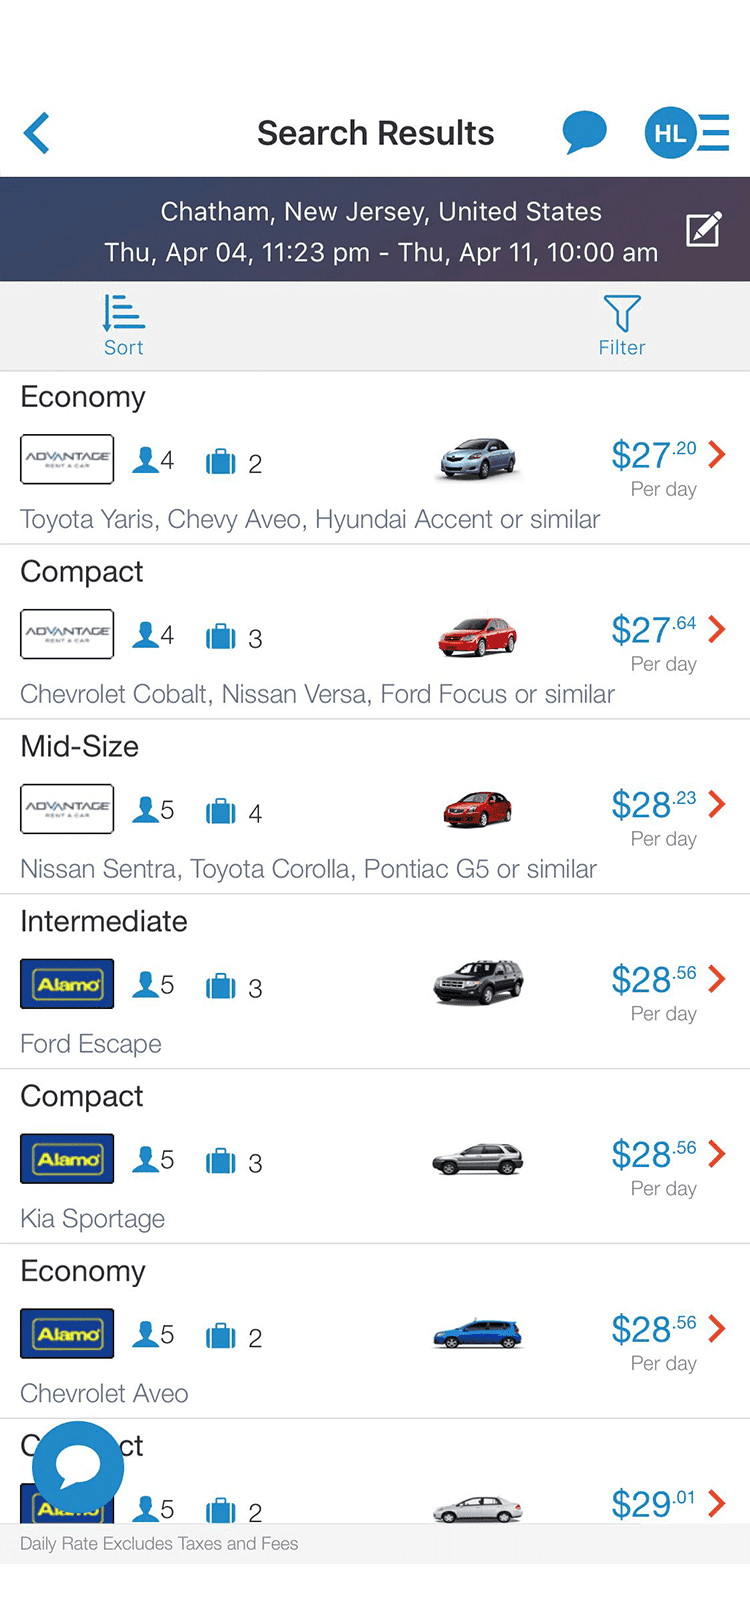 Search Results
HL
Chatham, New Jersey, United States
Thu, Apr 04, 11:23 pm - Thu, Apr 11, 10:00 am
Sort
Filter
Economy
ADVANTAGE
RENT A CAR
4
2
$27.20
Per day
Toyota Yaris, Chevy Aveo, Hyundai Accent or similar
Compact
ADVANTAGE
RENT A CAR
4
3
$27.64
Per day
Chevrolet Cobalt, Nissan Versa, Ford Focus or similar
Mid-Size
ADVANTAGE
RENT A CAR
5
4
$28.23
Per day
Nissan Sentra, Toyota Corolla, Pontiac G5 or similar
Intermediate
Alamo
5
3
$28.56
Per day
Ford Escape
Compact
Alamo
5
3
$28.56
Per day
Kia Sportage
Economy
Alamo
5
2
$28.56
Per day
Chevrolet Aveo
5
2
$29.01
Daily Rate Excludes Taxes and Fees